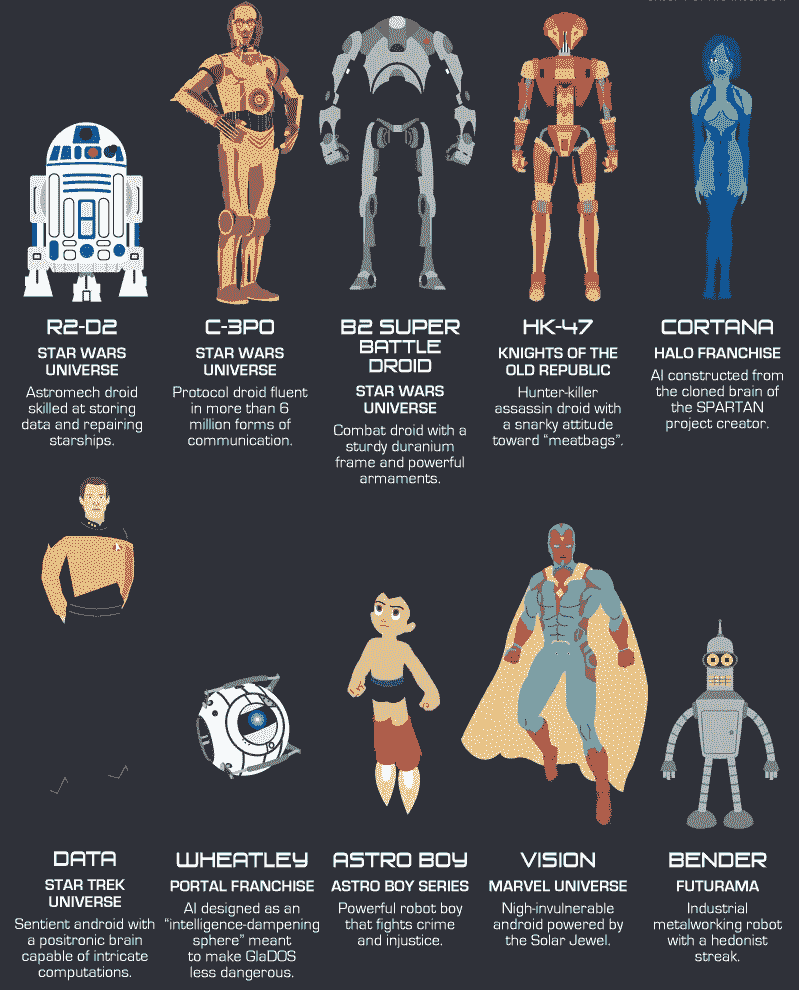 R2-D2
STAR WARS
UNIVERSE
Astromech droid
skilled at storing
data and repairing
starships.
C-3PO
STAR WARS
UNIVERSE
Protocol droid fluent
in more than 6
million forms of
communication.
B2 SUPER
BATTLE
DROID
STAR WARS
UNIVERSE
Combat droid with a
sturdy duranium
frame and powerful
armaments.
HK-47
KNIGHTS OF THE
OLD REPUBLIC
Hunter-killer
assassin droid with
a snarky attitude
toward “meatbags”.
CORTANA
HALO FRANCHISE
AI constructed from
the cloned brain of
the SPARTAN
project creator.
DATA
STAR TREK
UNIVERSE
Sentient android with
a positronic brain
capable of intricate
computations.
WHEATLEY
PORTAL FRANCHISE
AI designed as an
“intelligence-dampening
sphere” meant
to make GlaDOS
less dangerous.
ASTRO BOY
ASTRO BOY SERIES
Powerful robot boy
that fights crime
and injustice.
VISION
MARVEL UNIVERSE
Nigh-invulnerable
android powered by
the Solar Jewel.
BENDER
FUTURAMA
Industrial
metalworking robot
with a hedonist
streak.